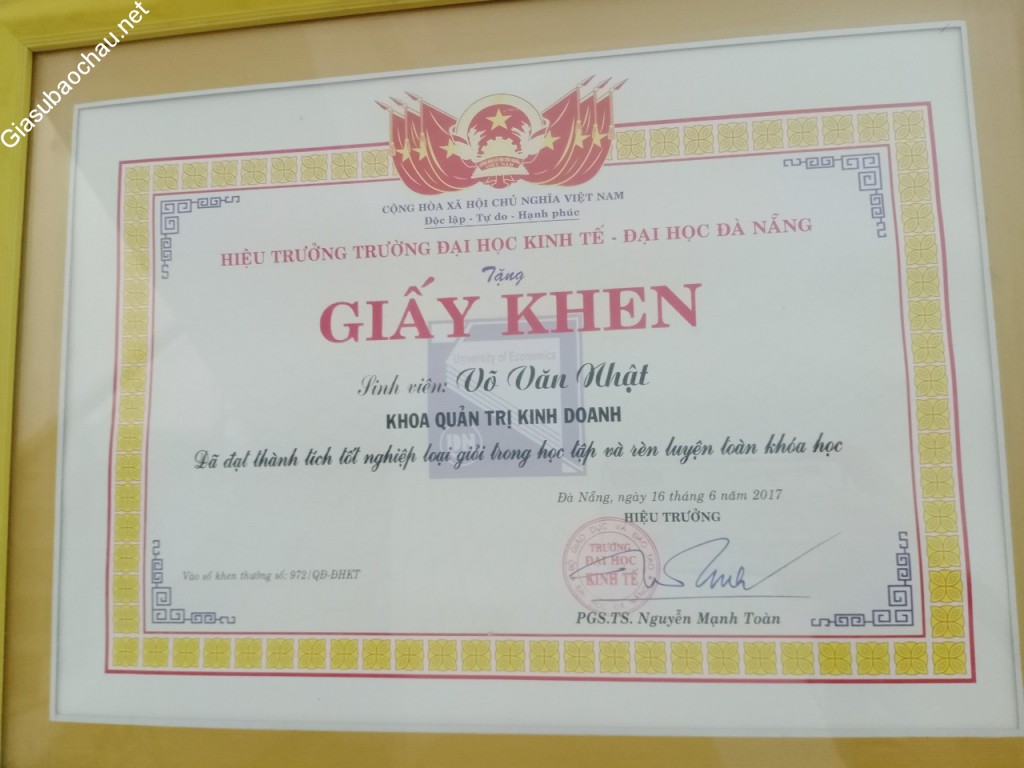 Giasubaochau.net
CỘNG HÒA XÃ HỘI CHỦ NGHĨA VIỆT NAM
Độc lập - Tự do - Hạnh phúc
HIỆU TRƯỞNG TRƯỜNG ĐẠI HỌC KINH TẾ - ĐẠI HỌC ĐÀ NẴNG
Tặng
GIẤY KHEN
University of Economics
Sinh viên: Võ Văn Nhật
KHOA QUẢN TRỊ KINH DOANH
Đã đạt thành tích tốt nghiệp loại giỏi trong học tập và rèn luyện toàn khóa học
Đà Nẵng, ngày 16 tháng 6 năm 2017
HIỆU TRƯỞNG
TRƯỜNG
ĐẠI HỌC
KINH TẾ
Vào sổ khen thưởng số: 972/QĐ-ĐHKT
PGS.TS. Nguyễn Mạnh Toàn